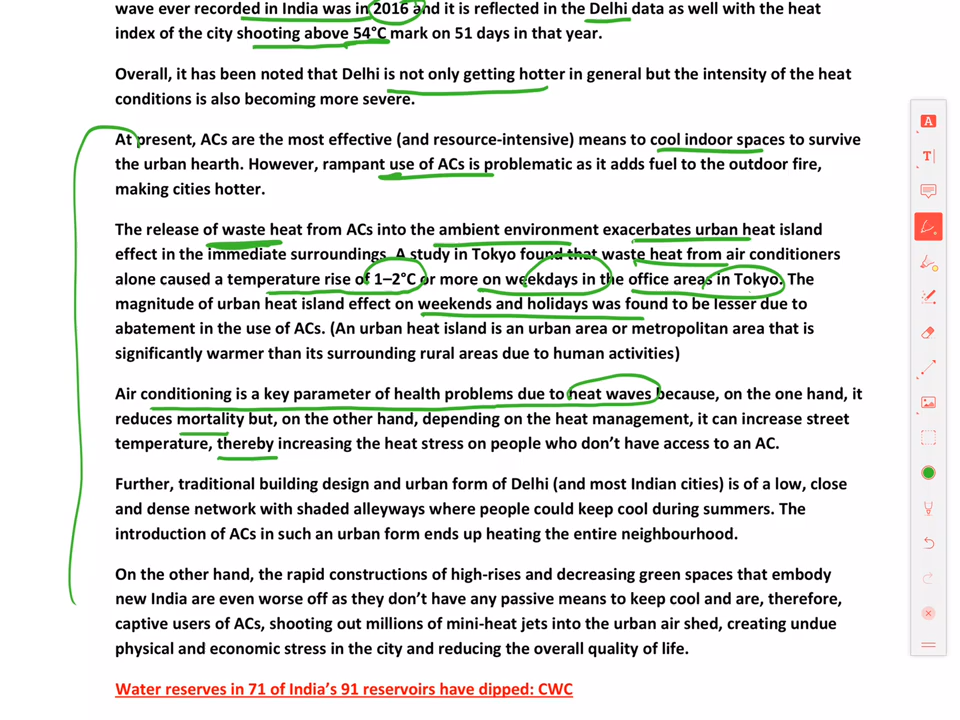 wave ever recorded in India was in 2016 and it is reflected in the Delhi data as well with the heat
index of the city shooting above 54°C mark on 51 days in that year.
Overall, it has been noted that Delhi is not only getting hotter in general but the intensity of the heat
conditions is also becoming more severe.
At present, ACs are the most effective (and resource-intensive) means to cool indoor spaces to survive
the urban hearth. However, rampant use of ACs is problematic as it adds fuel to the outdoor fire,
making cities hotter.
The release of waste heat from ACs into the ambient environment exacerbates urban heat island
effect in the immediate surroundings. A study in Tokyo found that waste heat from air conditioners
alone caused a temperature rise of 1–2°C or more on weekdays in the office areas in Tokyo. The
magnitude of urban heat island effect on weekends and holidays was found to be lesser due to
abatement in the use of ACs. (An urban heat island is an urban area or metropolitan area that is
significantly warmer than its surrounding rural areas due to human activities)
Air conditioning is a key parameter of health problems due to heat waves because, on the one hand, it
reduces mortality but, on the other hand, depending on the heat management, it can increase street
temperature, thereby increasing the heat stress on people who don’t have access to an AC.
Further, traditional building design and urban form of Delhi (and most Indian cities) is of a low, close
and dense network with shaded alleyways where people could keep cool during summers. The
introduction of ACs in such an urban form ends up heating the entire neighbourhood.
On the other hand, the rapid constructions of high-rises and decreasing green spaces that embody
new India are even worse off as they don’t have any passive means to keep cool and are, therefore,
captive users of ACs, shooting out millions of mini-heat jets into the urban air shed, creating undue
physical and economic stress in the city and reducing the overall quality of life.
Water reserves in 71 of India’s 91 reservoirs have dipped: CWC
A
T